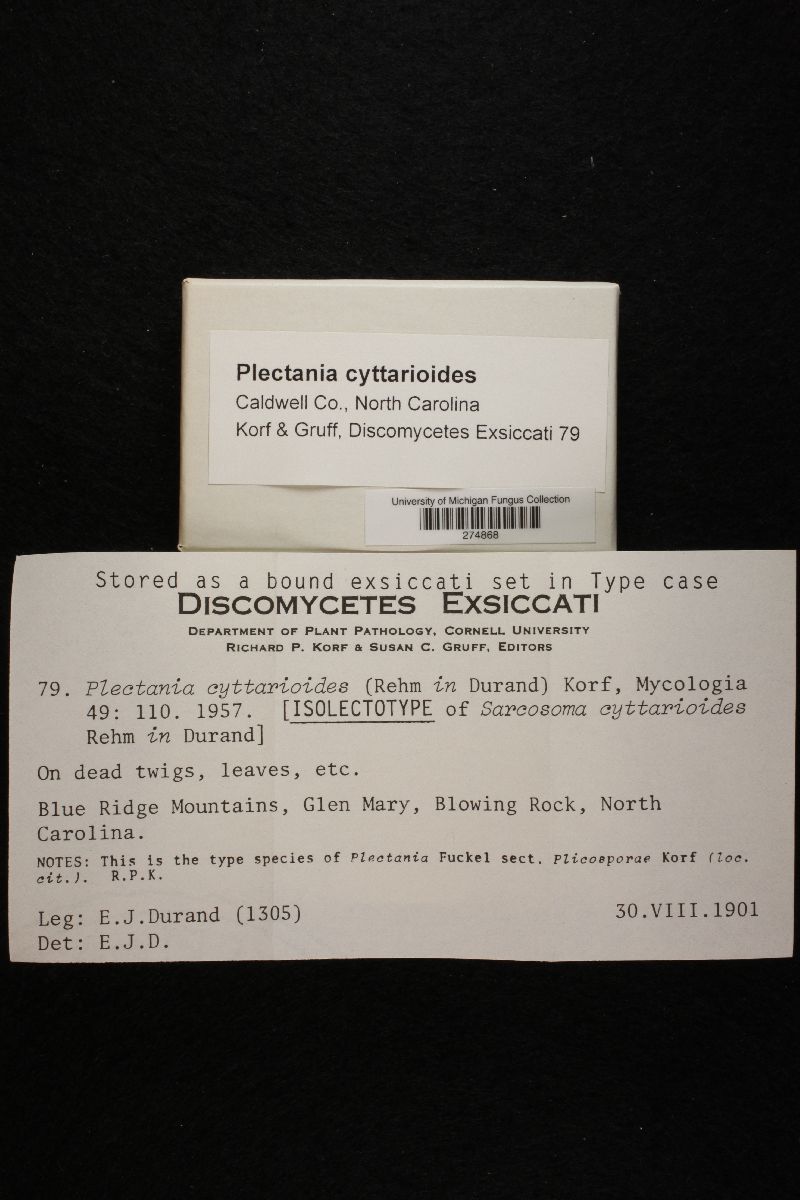 Plectania cyttarioides
Caldwell Co., North Carolina
Korf & Gruff, Discomycetes Exsiccati 79
University of Michigan Fungus Collection
274868
Stored as a bound exsiccati set in Type case
DISCOMYCETES EXSICCATI
DEPARTMENT OF PLANT PATHOLOGY, CORNELL UNIVERSITY
RICHARD P. KORF & SUSAN C. GRUFF, EDITORS
79. Plectania cyttarioides (Rehm in Durand) Korf, Mycologia
49: 110. 1957. [ISOLECTOTYPE of Sarcosoma cyttarioides
Rehm in Durand]
On dead twigs, leaves, etc.
Blue Ridge Mountains, Glen Mary, Blowing Rock, North
Carolina.
NOTES: This is the type species of Plectania Fuckel sect. Plicosporae Korf (loc.
cit.). R.P.K.
Leg: E.J.Durand (1305) 30.VIII.1901
Det: E.J.D.